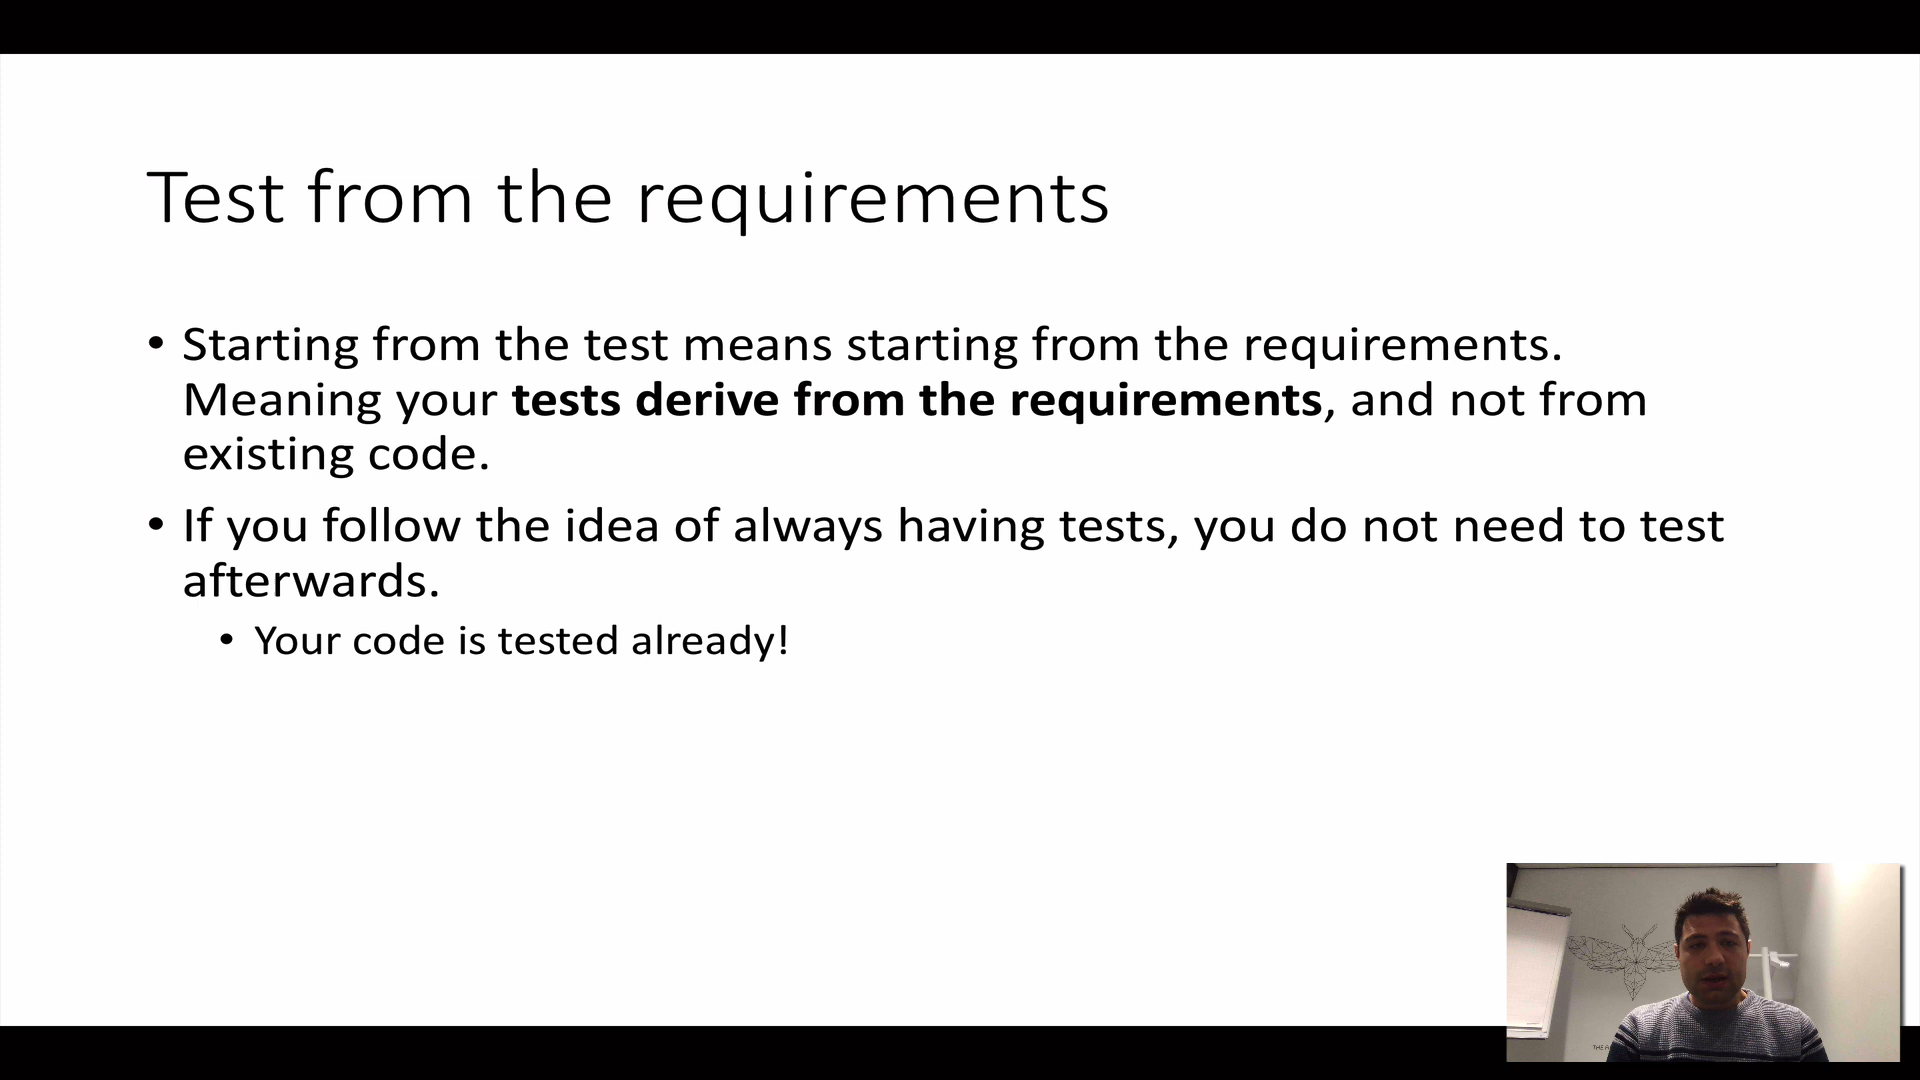 Test from the requirements
• Starting from the test means starting from the requirements.
Meaning your tests derive from the requirements, and not from
existing code.
• If you follow the idea of always having tests, you do not need to test
afterwards.
• Your code is tested already!